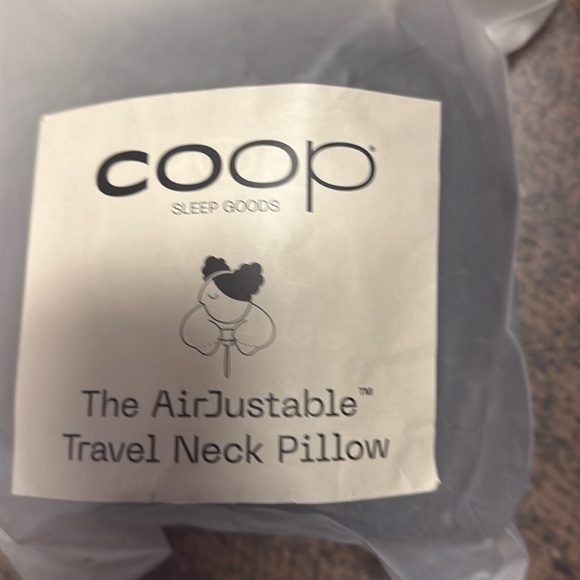 coop®
SLEEP GOODS
The AirJustable™
Travel Neck Pillow